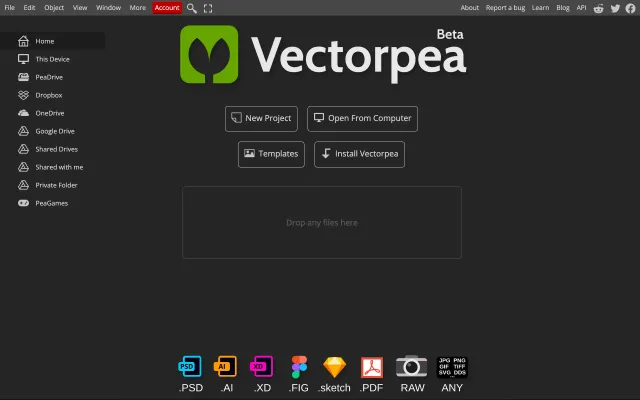 File Edit Object View Window More Account About Report a bug Learn Blog API
Beta
Vectorpea
Home
This Device
PeaDrive
Dropbox
OneDrive
Google Drive
Shared Drives
Shared with me
Private Folder
PeaGames
New Project Open From Computer
Templates Install Vectorpea
Drop any files here
PSD AI XD JPG PNG
GIF TIFF
SVG DDS
.PSD .AI .XD .FIG .sketch .PDF RAW ANY